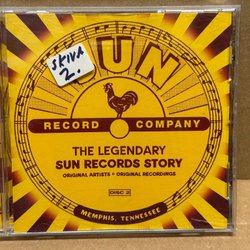 SKIVA
2.
SUN
RECORD COMPANY
THE LEGENDARY
SUN RECORDS STORY
ORIGINAL ARTISTS • ORIGINAL RECORDINGS
DISC 2
MEMPHIS, TENNESSEE